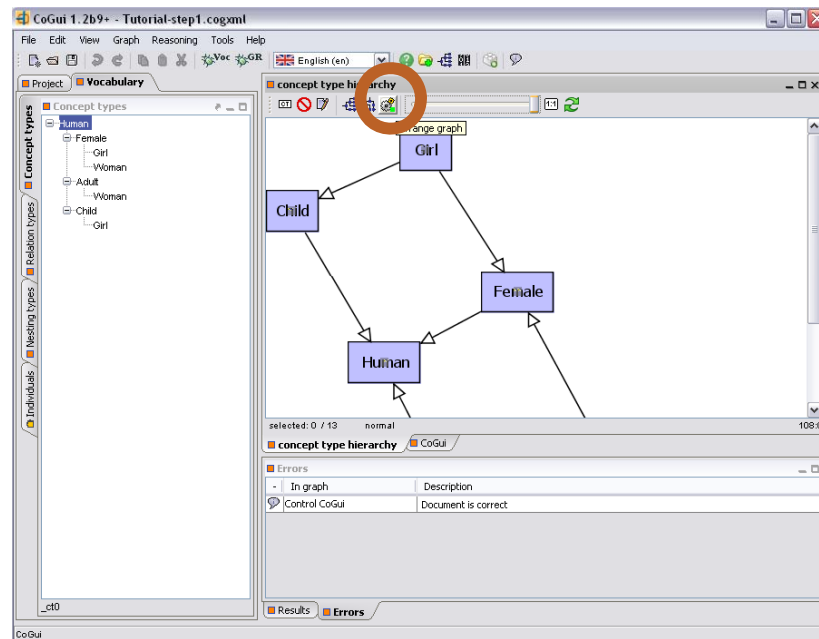 CoGui 1.2b9+ - Tutorial-step1.cogxml
File Edit View Graph Reasoning Tools Help
Voc GR English (en)
Project Vocabulary
Concept types
Relation types
Nesting types
Individuals
Concept types
Human
Female
Girl
Woman
Adult
Woman
Child
Girl
_ct0
concept type hierarchy
CT 1:1
range graph
Girl
Child
Female
Human
selected: 0 / 13 normal 108:
concept type hierarchy CoGui
Errors
- In graph Description
Control CoGui Document is correct
Results Errors
CoGui